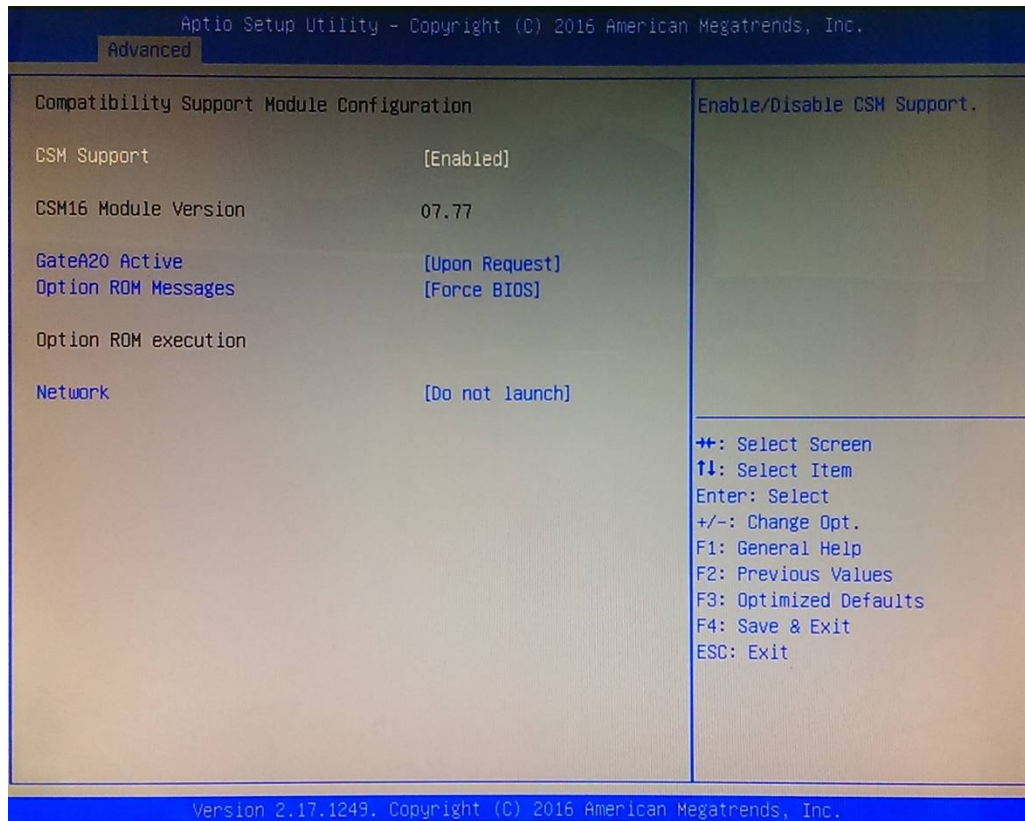 Aptio Setup Utility – Copyright (C) 2016 American Megatrends, Inc.
Advanced
Compatibility Support Module Configuration
CSM Support [Enabled]
CSM16 Module Version 07.77
GateA20 Active [Upon Request]
Option ROM Messages [Force BIOS]
Option ROM execution
Network [Do not launch]
Enable/Disable CSM Support.
→←: Select Screen
↑↓: Select Item
Enter: Select
+/-: Change Opt.
F1: General Help
F2: Previous Values
F3: Optimized Defaults
F4: Save & Exit
ESC: Exit
Version 2.17.1249. Copyright (C) 2016 American Megatrends, Inc.